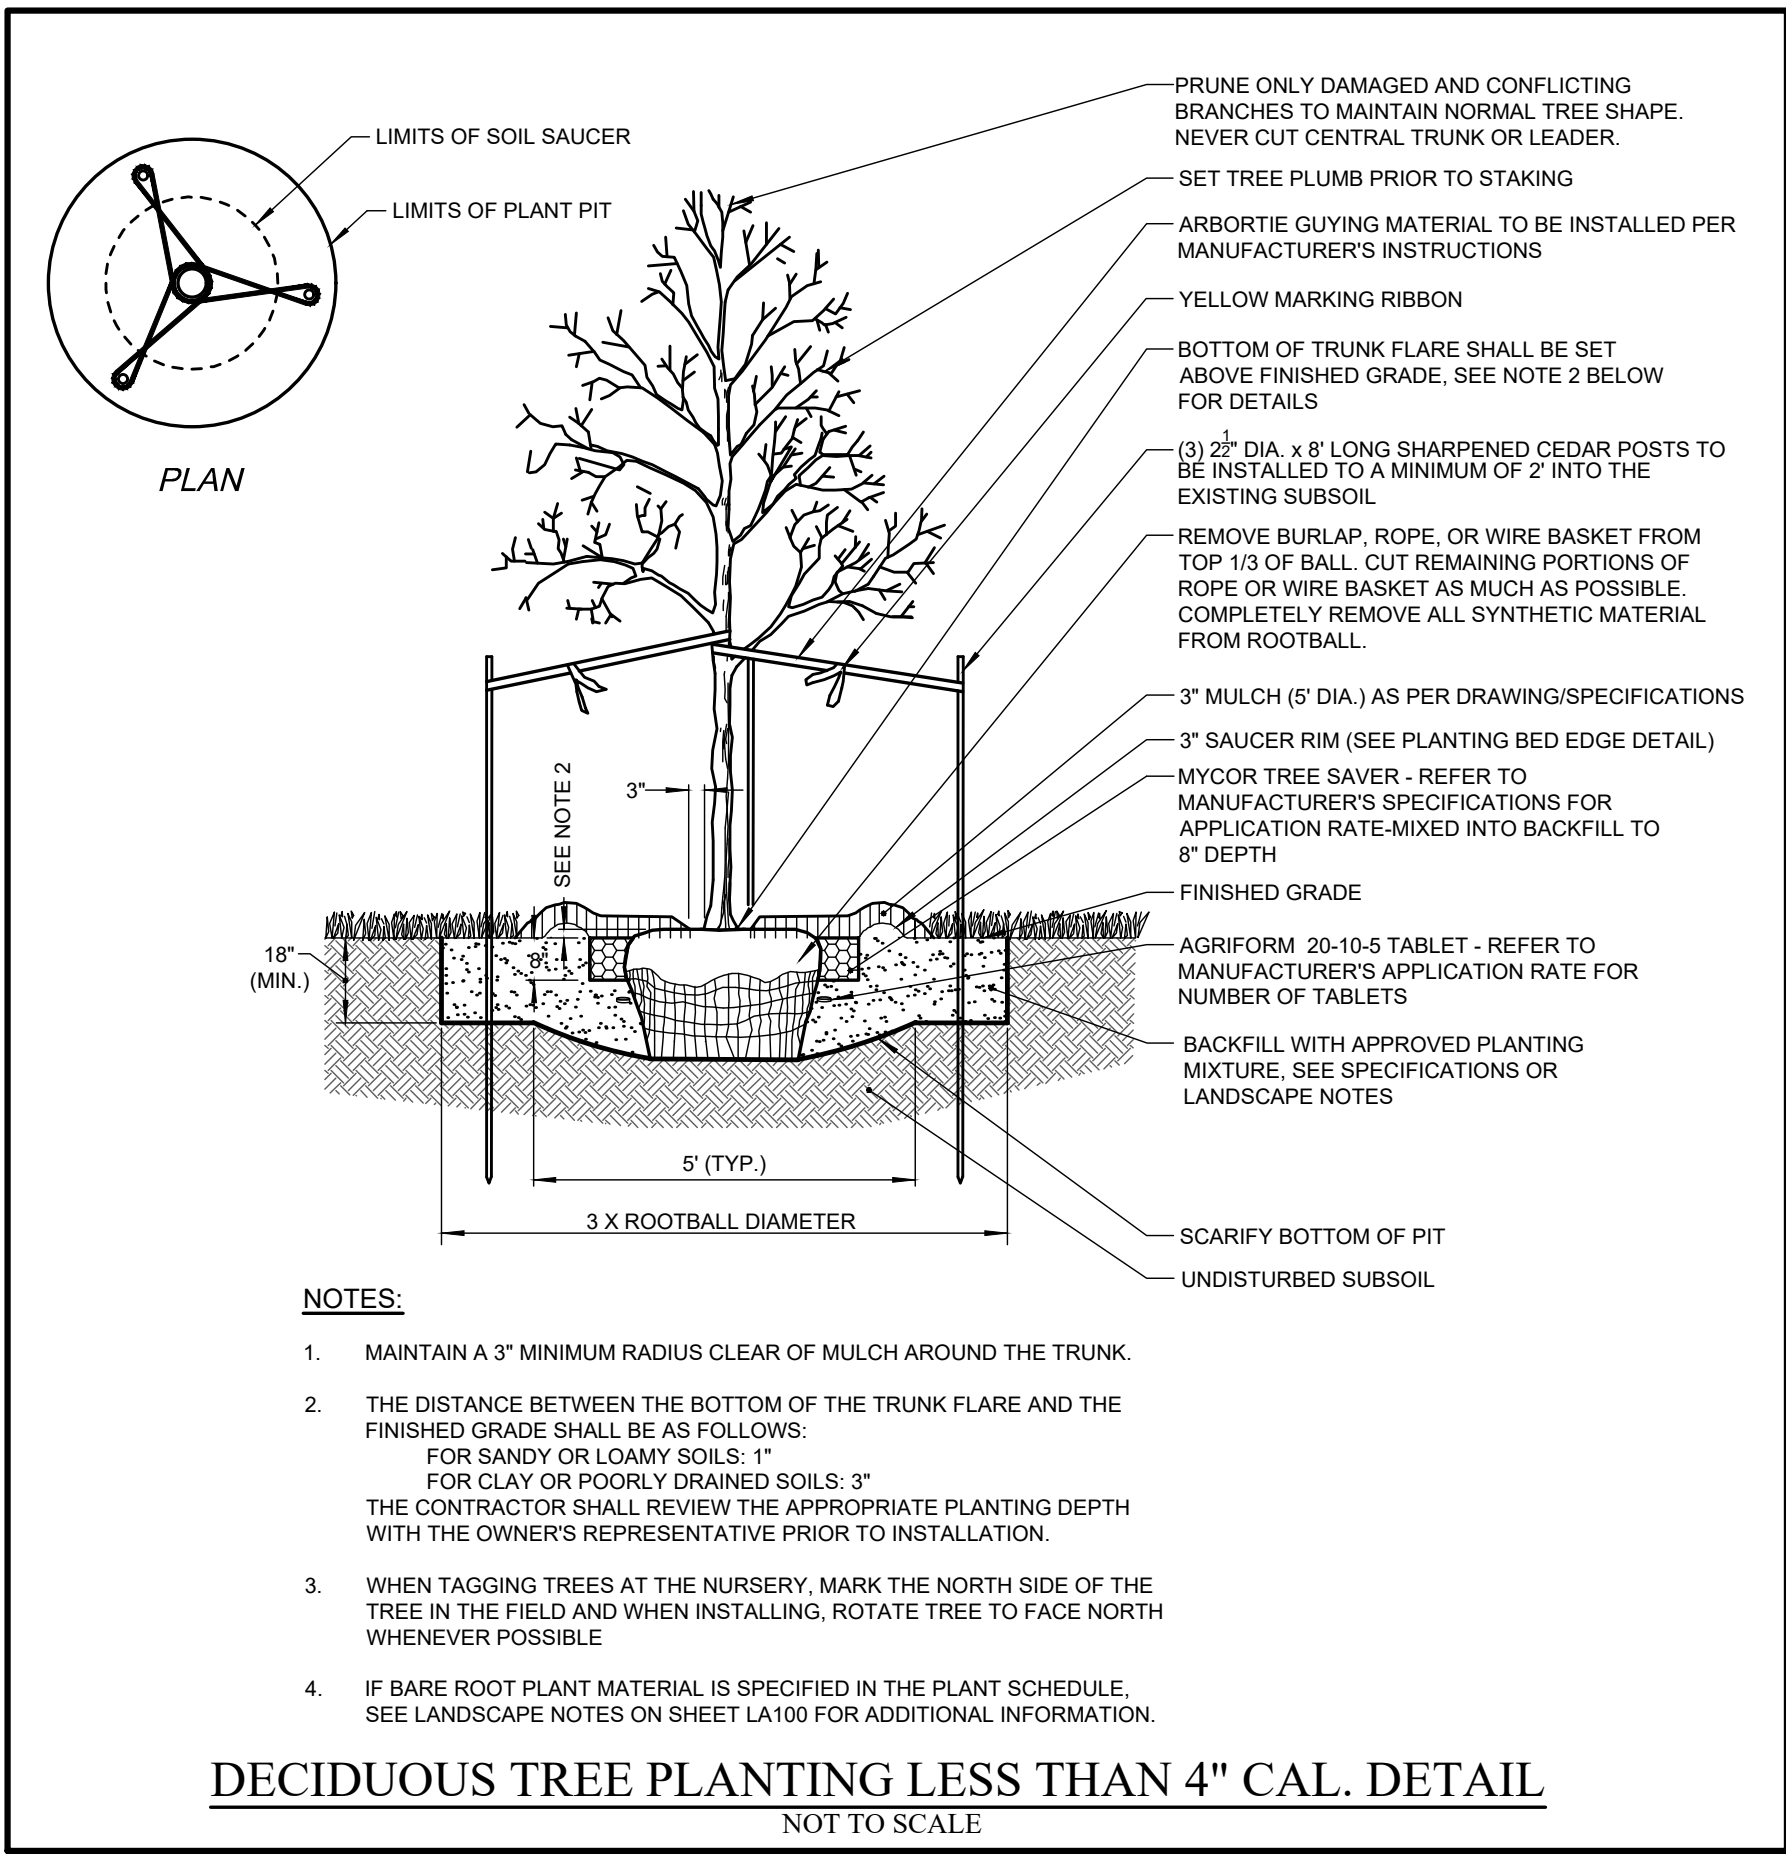 LIMITS OF SOIL SAUCER
LIMITS OF PLANT PIT
PLAN
PRUNE ONLY DAMAGED AND CONFLICTING
BRANCHES TO MAINTAIN NORMAL TREE SHAPE.
NEVER CUT CENTRAL TRUNK OR LEADER.
SET TREE PLUMB PRIOR TO STAKING
ARBORTIE GUYING MATERIAL TO BE INSTALLED PER
MANUFACTURER'S INSTRUCTIONS
YELLOW MARKING RIBBON
BOTTOM OF TRUNK FLARE SHALL BE SET
ABOVE FINISHED GRADE, SEE NOTE 2 BELOW
FOR DETAILS
(3) 2 1/2" DIA. x 8' LONG SHARPENED CEDAR POSTS TO
BE INSTALLED TO A MINIMUM OF 2' INTO THE
EXISTING SUBSOIL
REMOVE BURLAP, ROPE, OR WIRE BASKET FROM
TOP 1/3 OF BALL. CUT REMAINING PORTIONS OF
ROPE OR WIRE BASKET AS MUCH AS POSSIBLE.
COMPLETELY REMOVE ALL SYNTHETIC MATERIAL
FROM ROOTBALL.
3" MULCH (5' DIA.) AS PER DRAWING/SPECIFICATIONS
3" SAUCER RIM (SEE PLANTING BED EDGE DETAIL)
MYCOR TREE SAVER - REFER TO
MANUFACTURER'S SPECIFICATIONS FOR
APPLICATION RATE-MIXED INTO BACKFILL TO
8" DEPTH
FINISHED GRADE
AGRIFORM 20-10-5 TABLET - REFER TO
MANUFACTURER'S APPLICATION RATE FOR
NUMBER OF TABLETS
BACKFILL WITH APPROVED PLANTING
MIXTURE, SEE SPECIFICATIONS OR
LANDSCAPE NOTES
SCARIFY BOTTOM OF PIT
UNDISTURBED SUBSOIL
SEE NOTE 2
3"
8"
18"
(MIN.)
5' (TYP.)
3 X ROOTBALL DIAMETER
NOTES:
1. MAINTAIN A 3" MINIMUM RADIUS CLEAR OF MULCH AROUND THE TRUNK.
2. THE DISTANCE BETWEEN THE BOTTOM OF THE TRUNK FLARE AND THE
FINISHED GRADE SHALL BE AS FOLLOWS:
FOR SANDY OR LOAMY SOILS: 1"
FOR CLAY OR POORLY DRAINED SOILS: 3"
THE CONTRACTOR SHALL REVIEW THE APPROPRIATE PLANTING DEPTH
WITH THE OWNER'S REPRESENTATIVE PRIOR TO INSTALLATION.
3. WHEN TAGGING TREES AT THE NURSERY, MARK THE NORTH SIDE OF THE
TREE IN THE FIELD AND WHEN INSTALLING, ROTATE TREE TO FACE NORTH
WHENEVER POSSIBLE
4. IF BARE ROOT PLANT MATERIAL IS SPECIFIED IN THE PLANT SCHEDULE,
SEE LANDSCAPE NOTES ON SHEET LA100 FOR ADDITIONAL INFORMATION.
DECIDUOUS TREE PLANTING LESS THAN 4" CAL. DETAIL
NOT TO SCALE